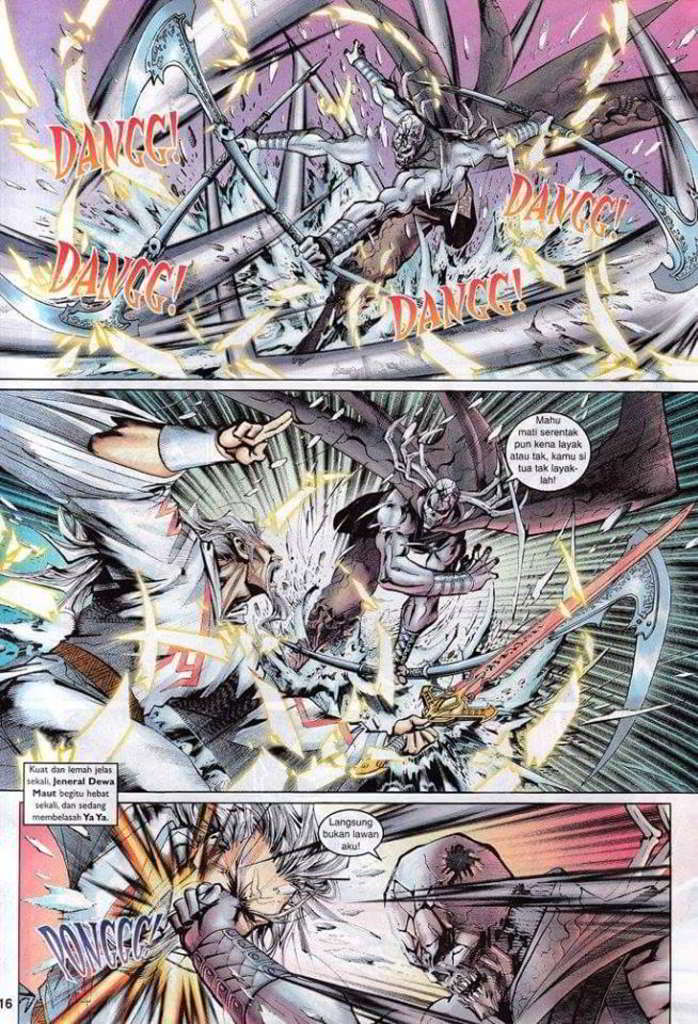 DANGG!
DANGG!
DANGG!
DANGG!
Mahu
mati serentak
pun kena layak
atau tak, kamu si
tua tak layak-
lah!
Kuat dan lemah jelas
sekali, Jeneral Dewa
Maut begitu hebat
sekali, dan sedang
membelasah Ya Ya.
Langsung
bukan lawan
aku!
PONGGG!
16